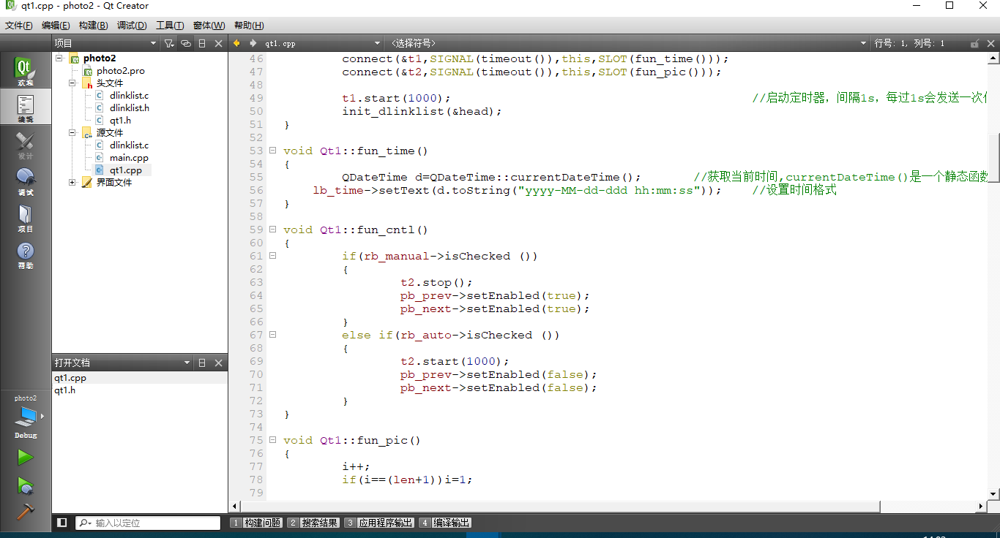 qt1.cpp - photo2 - Qt Creator
文件(F) 编辑(E) 构建(B) 调试(D) 工具(T) 窗体(W) 帮助(H)
项目
qt1.cpp
<选择符号>
行号: 1, 列号: 1
Qt
欢迎
编辑
设计
调试
项目
帮助
photo2
photo2.pro
头文件
dlinklist.c
dlinklist.h
qt1.h
源文件
dlinklist.c
main.cpp
qt1.cpp
界面文件
打开文档
qt1.cpp
qt1.h
photo2
Debug
46 connect(&t1,SIGNAL(timeout()),this,SLOT(fun_time()));
47 connect(&t2,SIGNAL(timeout()),this,SLOT(fun_pic()));
48
49 t1.start(1000); //启动定时器，间隔1s，每过1s会发送一次
50 init_dlinklist(&head);
51 }
52
53 void Qt1::fun_time()
54 {
55 QDateTime d=QDateTime::currentDateTime(); //获取当前时间,currentDateTime()是一个静态函数
56 lb_time->setText(d.toString("yyyy-MM-dd-ddd hh:mm:ss")); //设置时间格式
57 }
58
59 void Qt1::fun_cntl()
60 {
61 if(rb_manual->isChecked ())
62 {
63 t2.stop();
64 pb_prev->setEnabled(true);
65 pb_next->setEnabled(true);
66 }
67 else if(rb_auto->isChecked ())
68 {
69 t2.start(1000);
70 pb_prev->setEnabled(false);
71 pb_next->setEnabled(false);
72 }
73 }
74
75 void Qt1::fun_pic()
76 {
77 i++;
78 if(i==(len+1))i=1;
79
输入以定位
1 构建问题 2 搜索结果 3 应用程序输出 4 编译输出